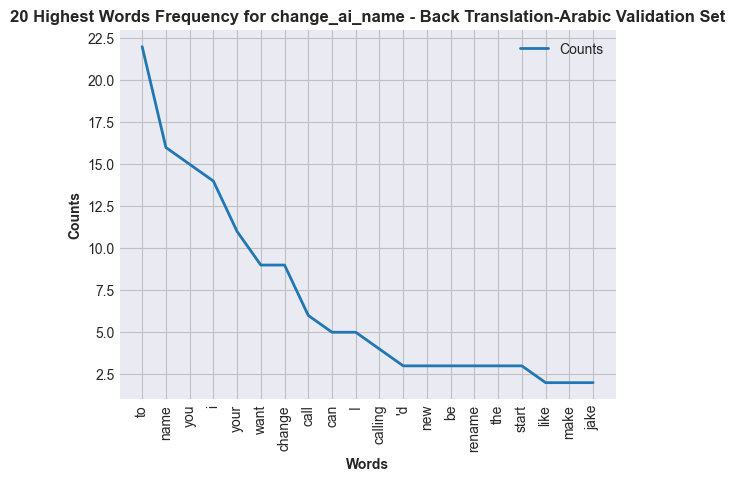 20 Highest Words Frequency for change_ai_name - Back Translation-Arabic Validation Set
Counts
22.5
20.0
17.5
15.0
12.5
10.0
7.5
5.0
2.5
Counts
to
name
you
i
your
want
change
call
can
I
calling
'd
new
be
rename
the
start
like
make
jake
Words